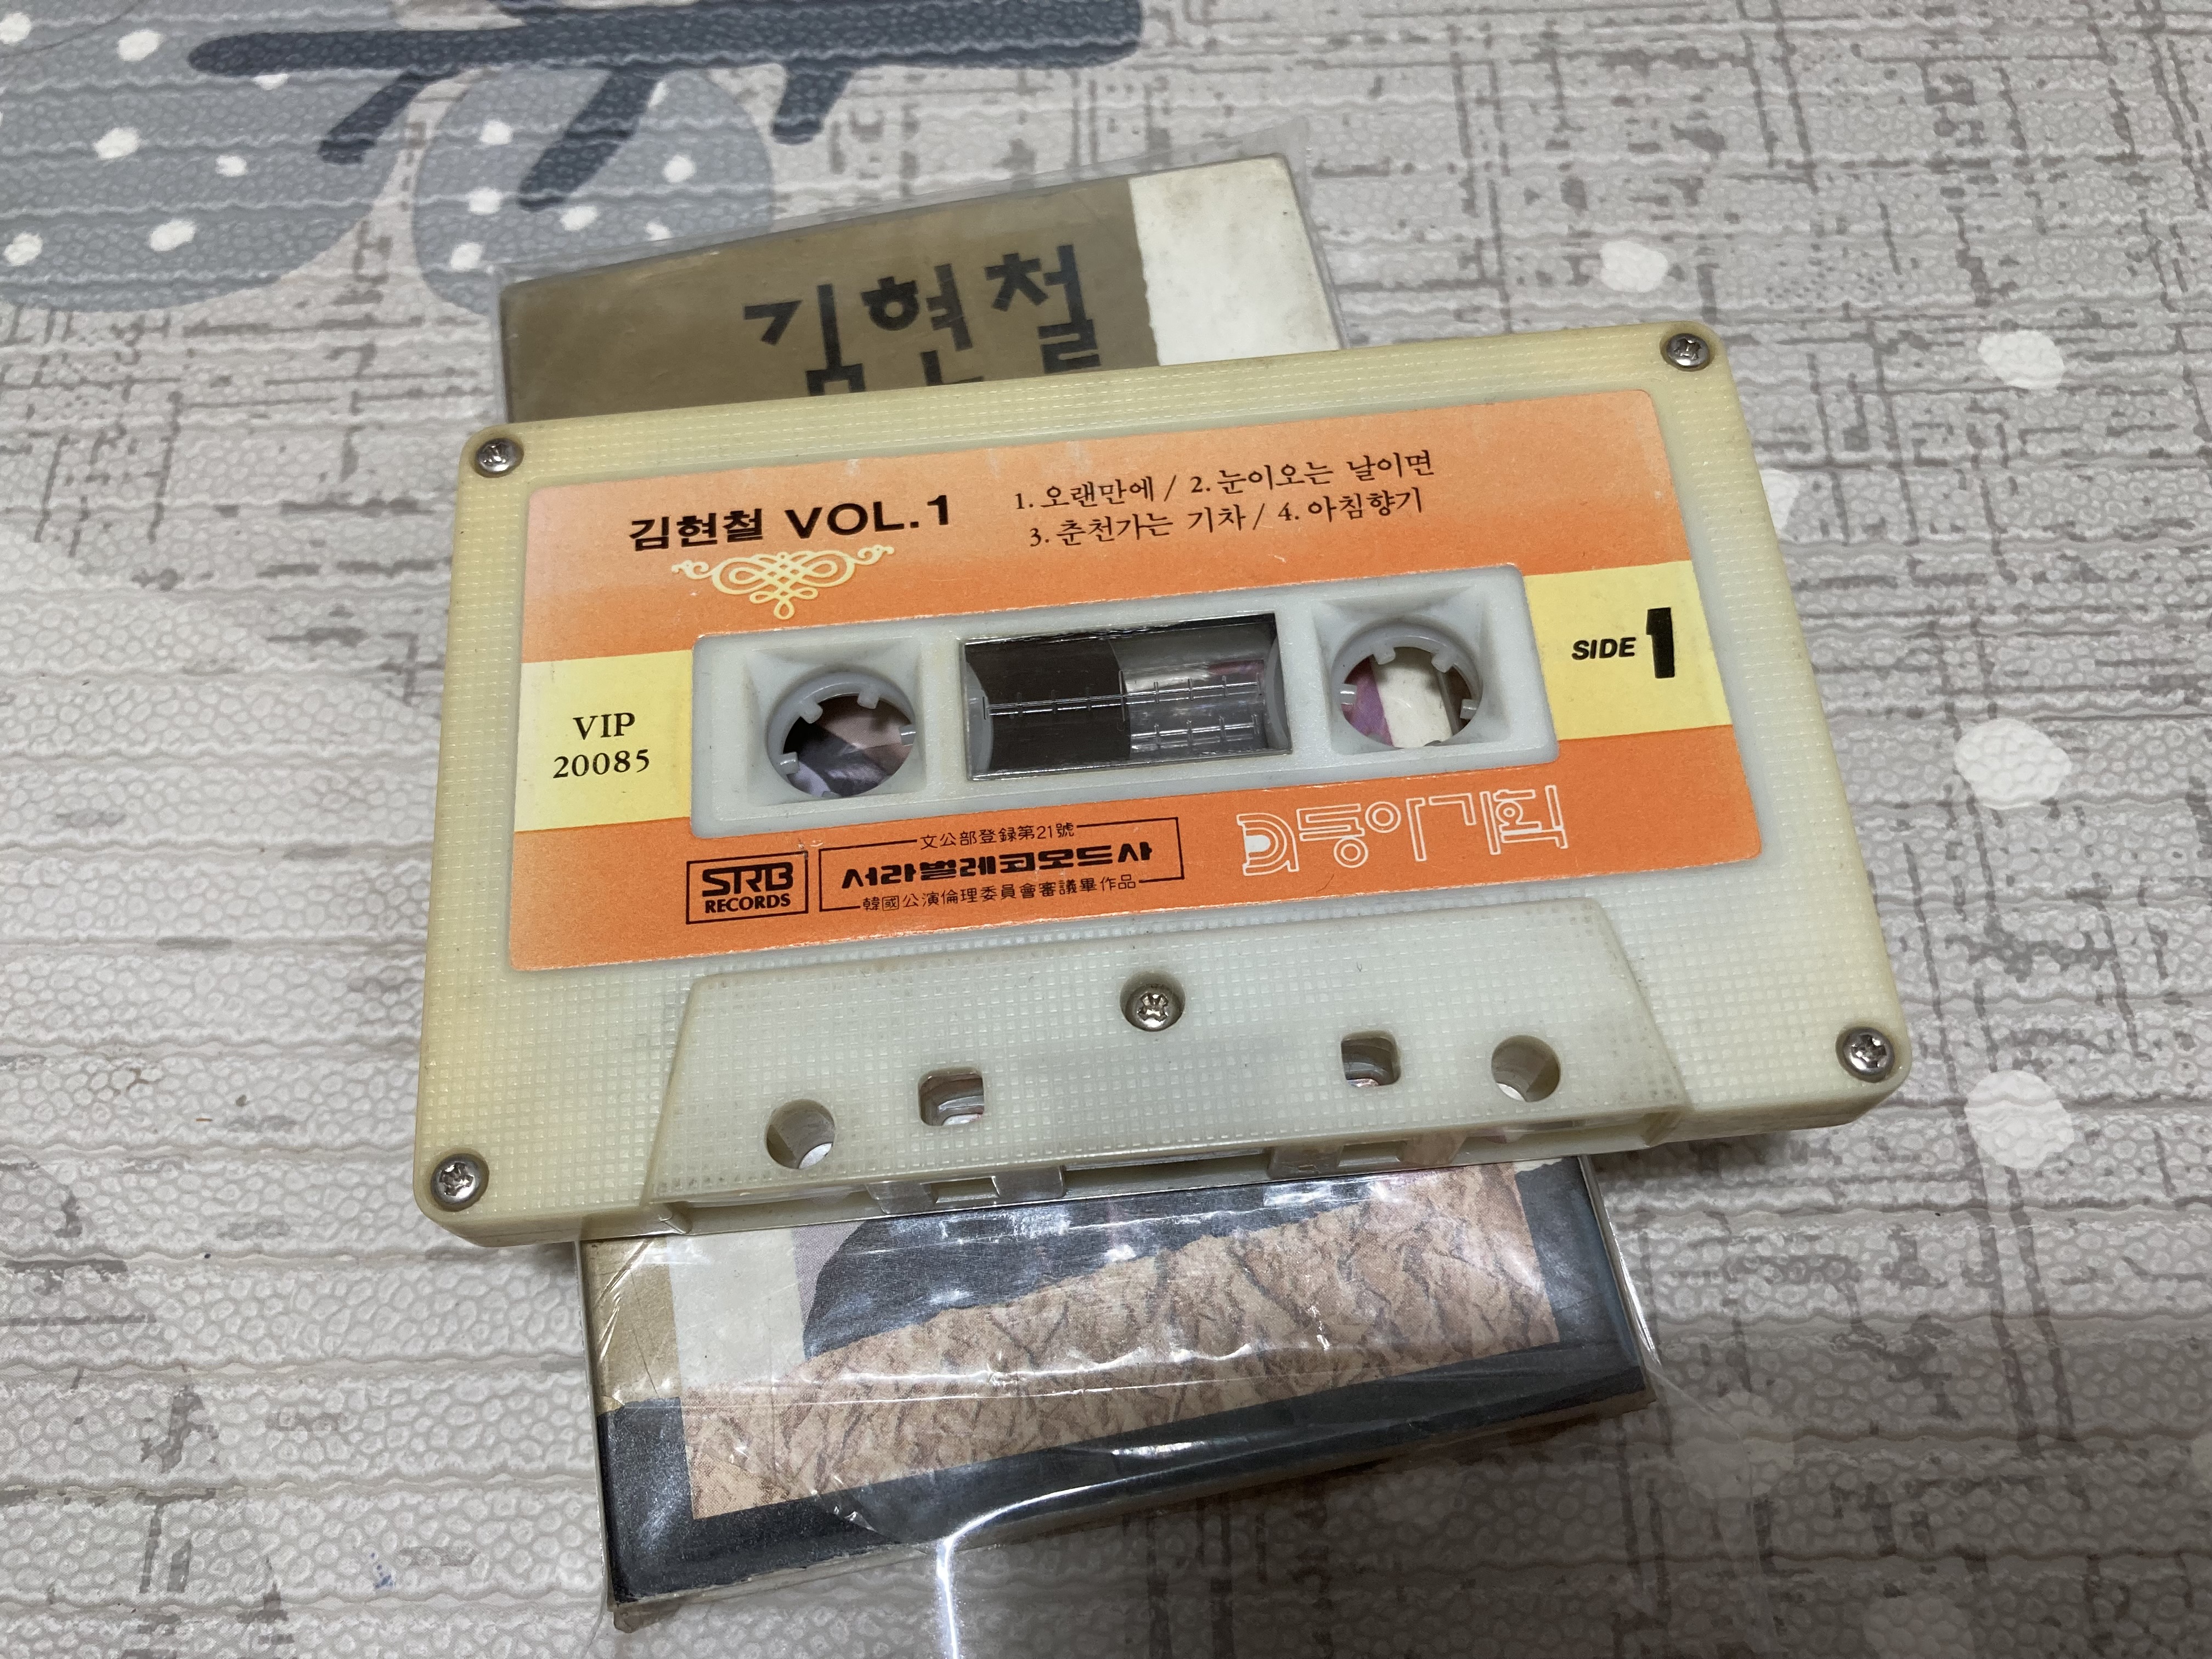 김현철
김현철 VOL.1
1. 오랜만에 / 2. 눈이오는 날이면
3. 춘천가는 기차 / 4. 아침향기
SIDE 1
VIP
20085
SRB
RECORDS
文公部登録第21號
서라벌레코오드사
韓國公演倫理委員會審議畢作品
동아기획